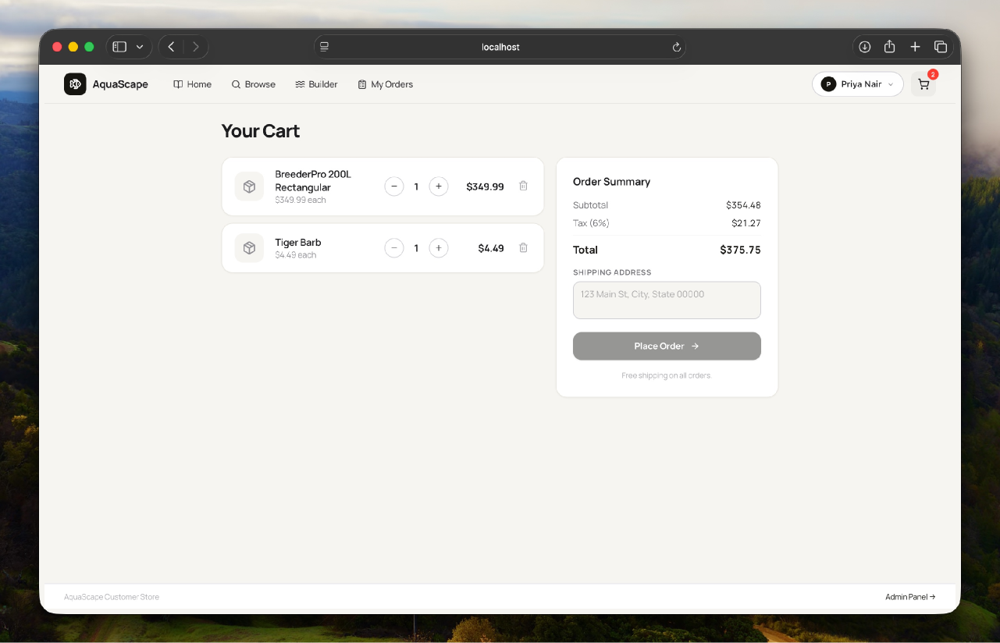 localhost
AquaScape
Home
Browse
Builder
My Orders
P
Priya Nair
2
Your Cart
BreederPro 200L
Rectangular
$349.99 each
− 1 +
$349.99
Tiger Barb
$4.49 each
− 1 +
$4.49
Order Summary
Subtotal $354.48
Tax (6%) $21.27
Total $375.75
SHIPPING ADDRESS
123 Main St, City, State 00000
Place Order →
Free shipping on all orders.
AquaScape Customer Store
Admin Panel →